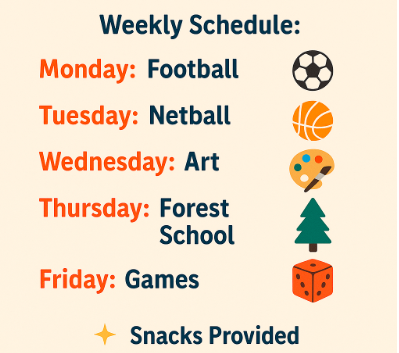 Weekly Schedule:
Monday: Football
Tuesday: Netball
Wednesday: Art
Thursday: Forest
School
Friday: Games
Snacks Provided